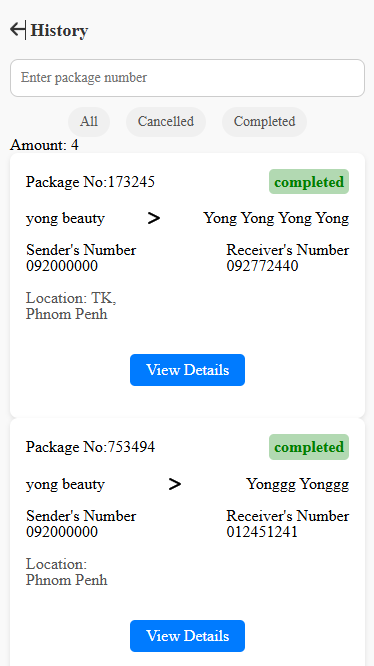 History
Enter package number
All Cancelled Completed
Amount: 4
Package No:173245 completed
yong beauty > Yong Yong Yong Yong
Sender's Number Receiver's Number
092000000 092772440
Location: TK,
Phnom Penh
View Details
Package No:753494 completed
yong beauty > Yonggg Yonggg
Sender's Number Receiver's Number
092000000 012451241
Location:
Phnom Penh
View Details